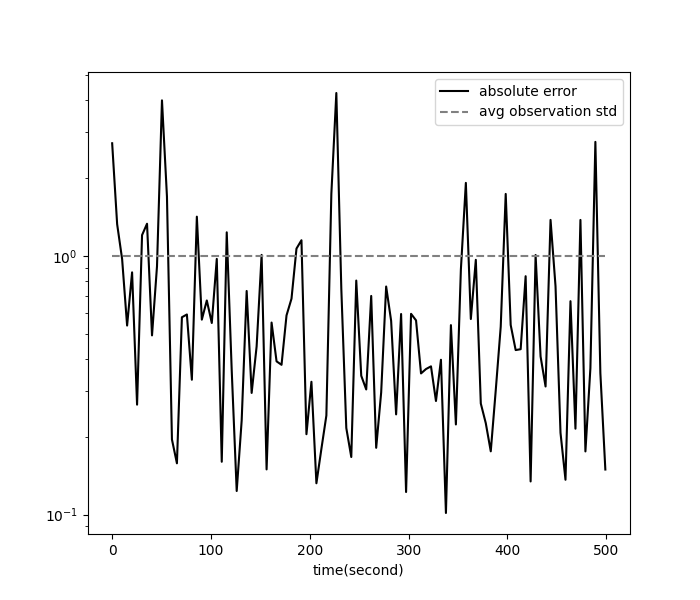 absolute error
avg observation std
10⁰
10⁻¹
0 100 200 300 400 500
time(second)